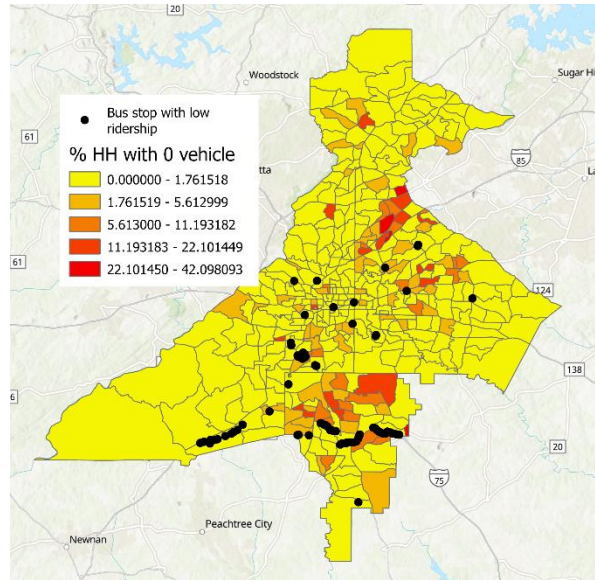 20
Woodstock
Sugar Hi
Bus stop with low
ridership
61
% HH with 0 vehicle
etta
85
La
0.000000 - 1.761518
1.761519 - 5.612999
5.613000 - 11.193182
11.193183 - 22.101449
22.101450 - 42.098093
61
20
124
138
6
75
Peachtree City
Newnan